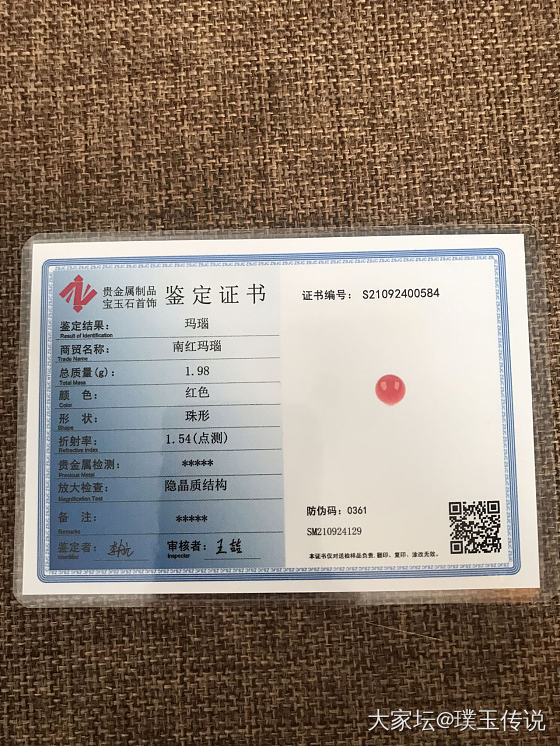 贵金属制品
宝玉石首饰 鉴定证书
证书编号: S21092400584
鉴定结果: 玛瑙
Result of Identification
商贸名称: 南红玛瑙
Trade Name
总质量(g): 1.98
Total Mass
颜 色: 红色
Color
形 状: 珠形
Shape
折射率: 1.54(点测)
Refractive Index
贵金属检测: *****
Precious Metal
放大检查: 隐晶质结构
Magnification Test
备 注: *****
Remarks
鉴定者:
Identifier
审核者:
Inspector
防伪码: 0361
SM210924129
本证书仅对送检样品负责,翻印、复印、涂改无效。
大家坛@璞玉传说